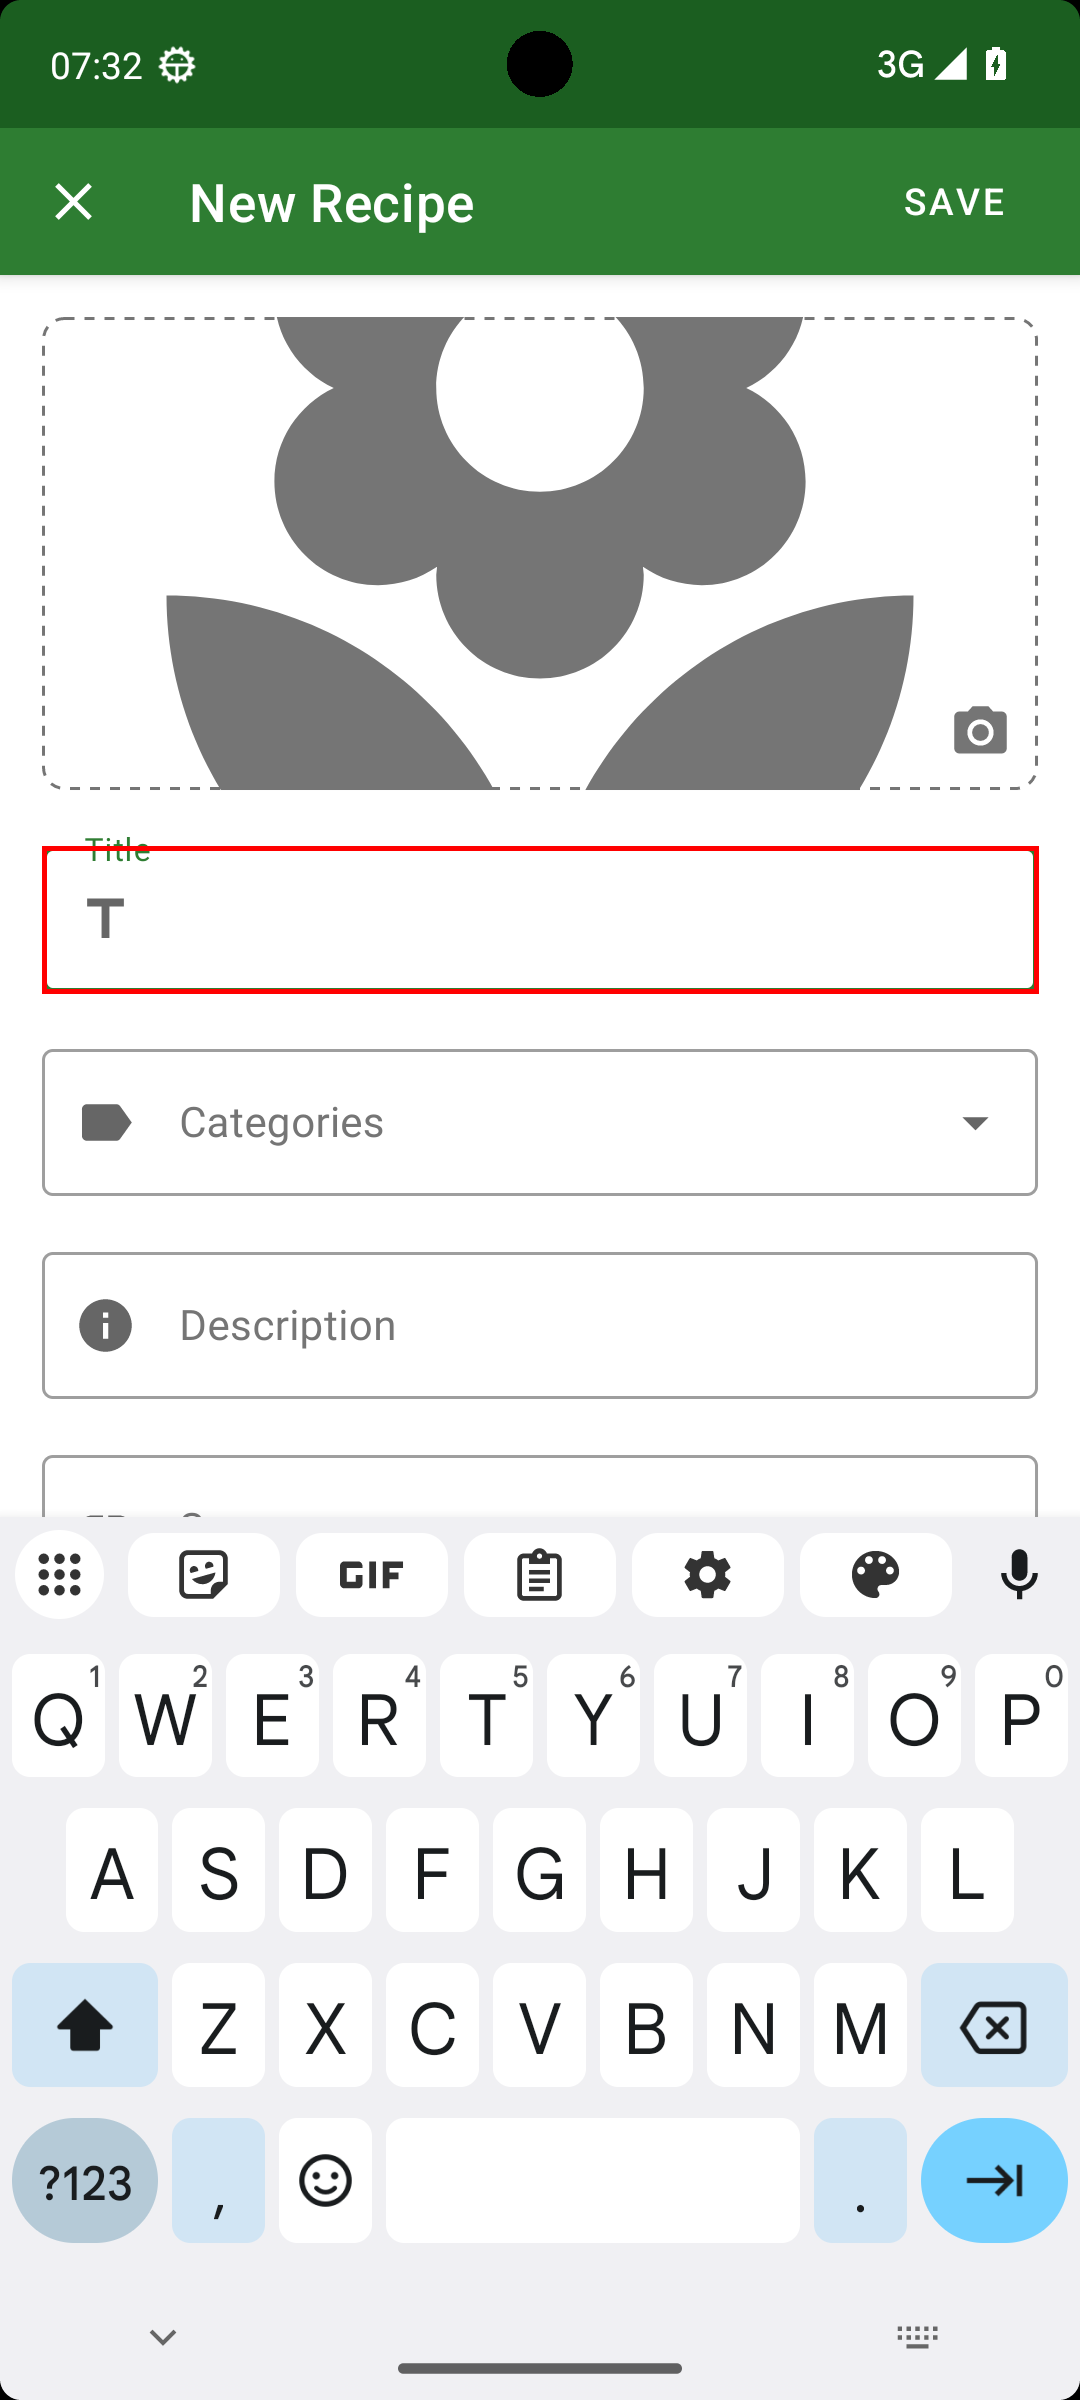 07:32
3G
New Recipe
SAVE
Title
T
Categories
Description
GIF
Q 1 W 2 E 3 R 4 T 5 Y 6 U 7 I 8 O 9 P 0
A S D F G H J K L
Z X C V B N M
?123 , .